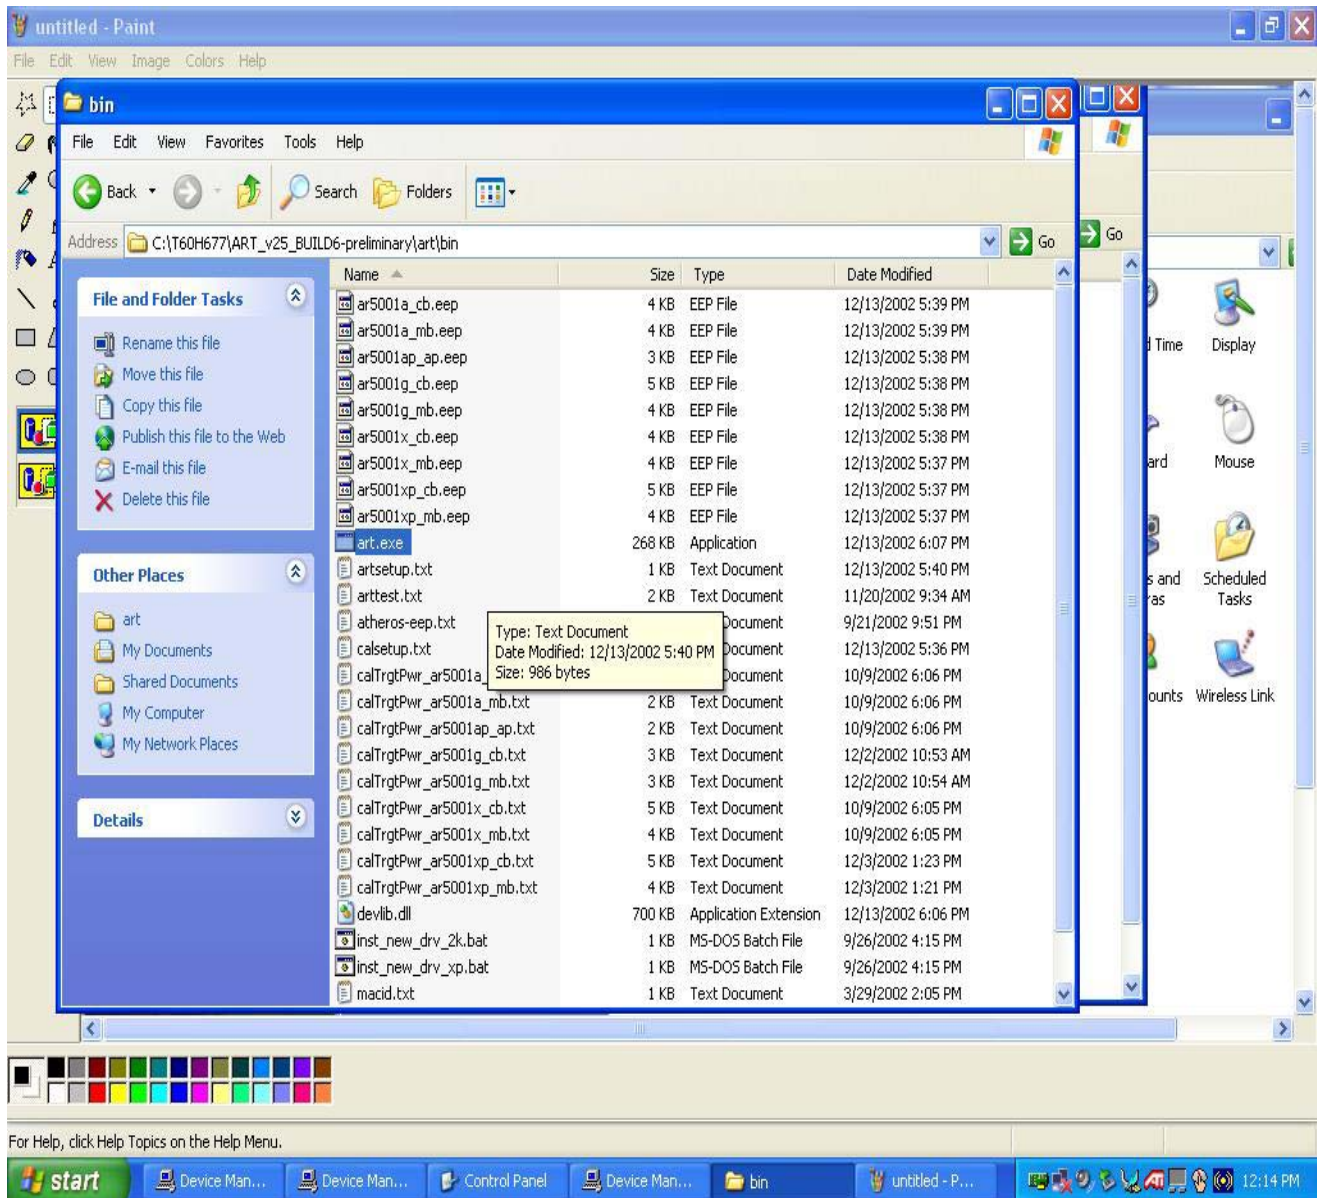 untitled - Paint
File Edit View Image Colors Help
bin
File Edit View Favorites Tools Help
Back Search Folders
Address C:\T60H677\ART_v25_BUILD6-preliminary\art\bin Go
Go
File and Folder Tasks
Rename this file
Move this file
Copy this file
Publish this file to the Web
E-mail this file
Delete this file
Other Places
art
My Documents
Shared Documents
My Computer
My Network Places
Details
Name Size Type Date Modified
ar5001a_cb.eep 4 KB EEP File 12/13/2002 5:39 PM
ar5001a_mb.eep 4 KB EEP File 12/13/2002 5:39 PM
ar5001ap_ap.eep 3 KB EEP File 12/13/2002 5:38 PM
ar5001g_cb.eep 5 KB EEP File 12/13/2002 5:38 PM
ar5001g_mb.eep 4 KB EEP File 12/13/2002 5:38 PM
ar5001x_cb.eep 4 KB EEP File 12/13/2002 5:38 PM
ar5001x_mb.eep 4 KB EEP File 12/13/2002 5:37 PM
ar5001xp_cb.eep 5 KB EEP File 12/13/2002 5:37 PM
ar5001xp_mb.eep 4 KB EEP File 12/13/2002 5:37 PM
art.exe 268 KB Application 12/13/2002 6:07 PM
artsetup.txt 1 KB Text Document 12/13/2002 5:40 PM
arttest.txt 2 KB Text Document 11/20/2002 9:34 AM
atheros-eep.txt Document 9/21/2002 9:51 PM
calsetup.txt Document 12/13/2002 5:36 PM
calTrgtPwr_ar5001a_ Document 10/9/2002 6:06 PM
calTrgtPwr_ar5001a_mb.txt 2 KB Text Document 10/9/2002 6:06 PM
calTrgtPwr_ar5001ap_ap.txt 2 KB Text Document 10/9/2002 6:06 PM
calTrgtPwr_ar5001g_cb.txt 3 KB Text Document 12/2/2002 10:53 AM
calTrgtPwr_ar5001g_mb.txt 3 KB Text Document 12/2/2002 10:54 AM
calTrgtPwr_ar5001x_cb.txt 5 KB Text Document 10/9/2002 6:05 PM
calTrgtPwr_ar5001x_mb.txt 4 KB Text Document 10/9/2002 6:05 PM
calTrgtPwr_ar5001xp_cb.txt 5 KB Text Document 12/3/2002 1:23 PM
calTrgtPwr_ar5001xp_mb.txt 4 KB Text Document 12/3/2002 1:21 PM
devlib.dll 700 KB Application Extension 12/13/2002 6:06 PM
inst_new_drv_2k.bat 1 KB MS-DOS Batch File 9/26/2002 4:15 PM
inst_new_drv_xp.bat 1 KB MS-DOS Batch File 9/26/2002 4:15 PM
macid.txt 1 KB Text Document 3/29/2002 2:05 PM
Type: Text Document
Date Modified: 12/13/2002 5:40 PM
Size: 986 bytes
d Time Display
ard Mouse
s and Scheduled
ras Tasks
ounts Wireless Link
For Help, click Help Topics on the Help Menu.
start Device Man... Device Man... Control Panel Device Man... bin untitled - P... 12:14 PM